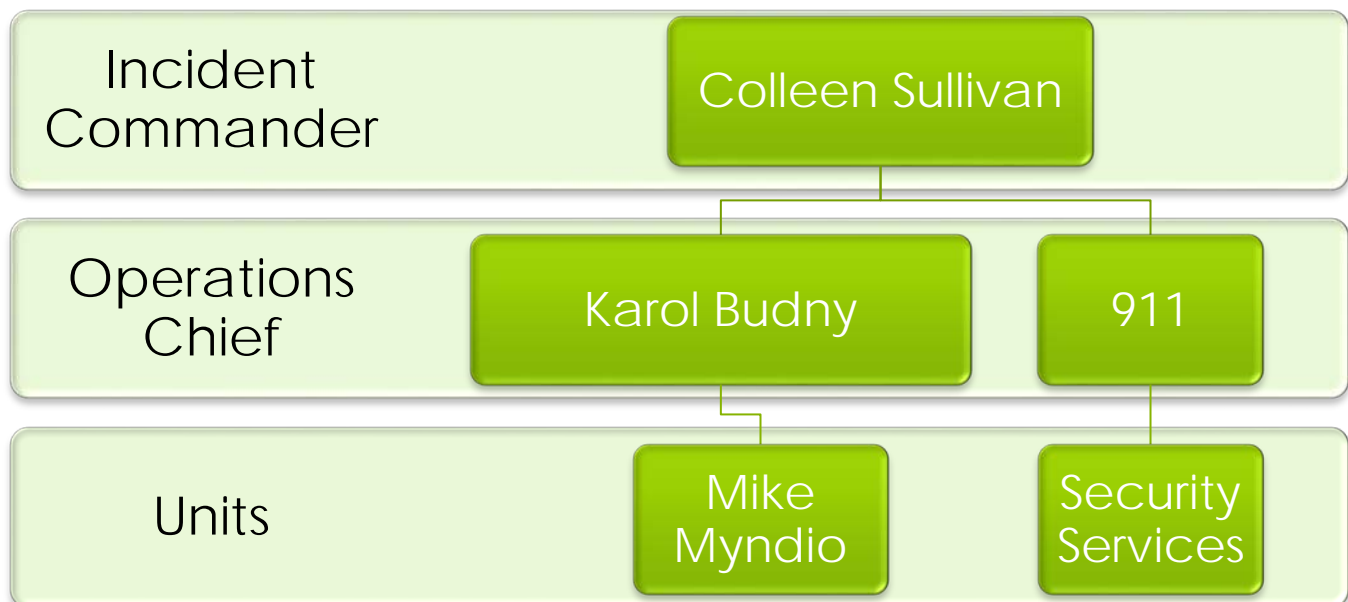 Incident
Commander
Colleen Sullivan
Operations
Chief
Karol Budny
911
Units
Mike
Myndio
Security
Services